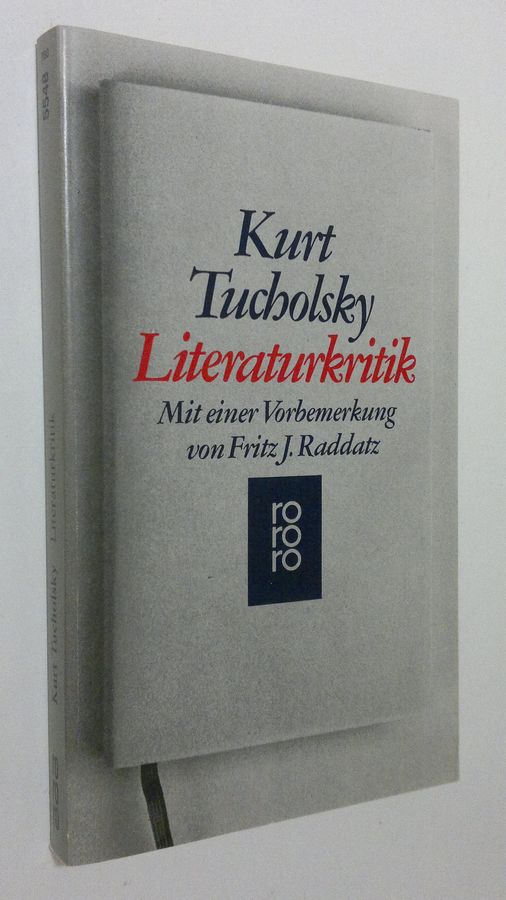 Kurt
Tucholsky
Literaturkritik
Mit einer Vorbemerkung
von Fritz J. Raddatz
ro
ro
ro
Kurt Tucholsky Literaturkritik
5548